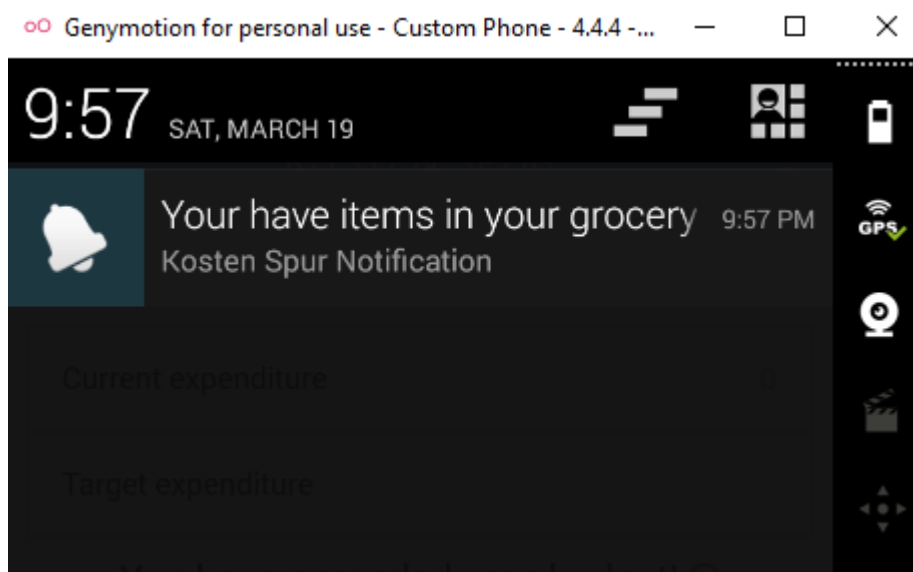 Genymotion for personal use - Custom Phone - 4.4.4 -...
9:57 SAT, MARCH 19
Your have items in your grocery 9:57 PM
Kosten Spur Notification
GPS
Current expenditure 0
Target expenditure